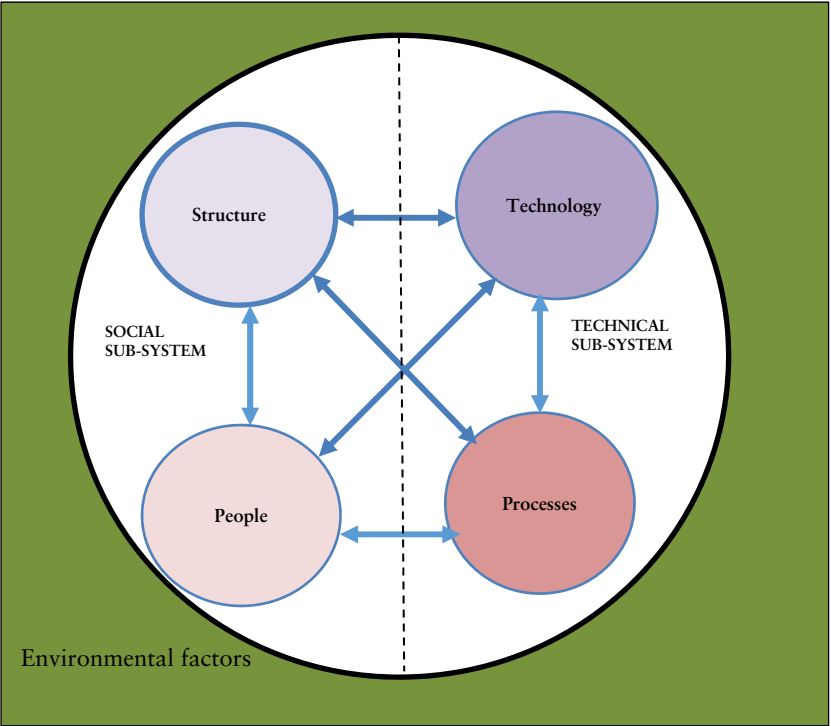 Structure
Technology
SOCIAL
SUB-SYSTEM
TECHNICAL
SUB-SYSTEM
People
Processes
Environmental factors